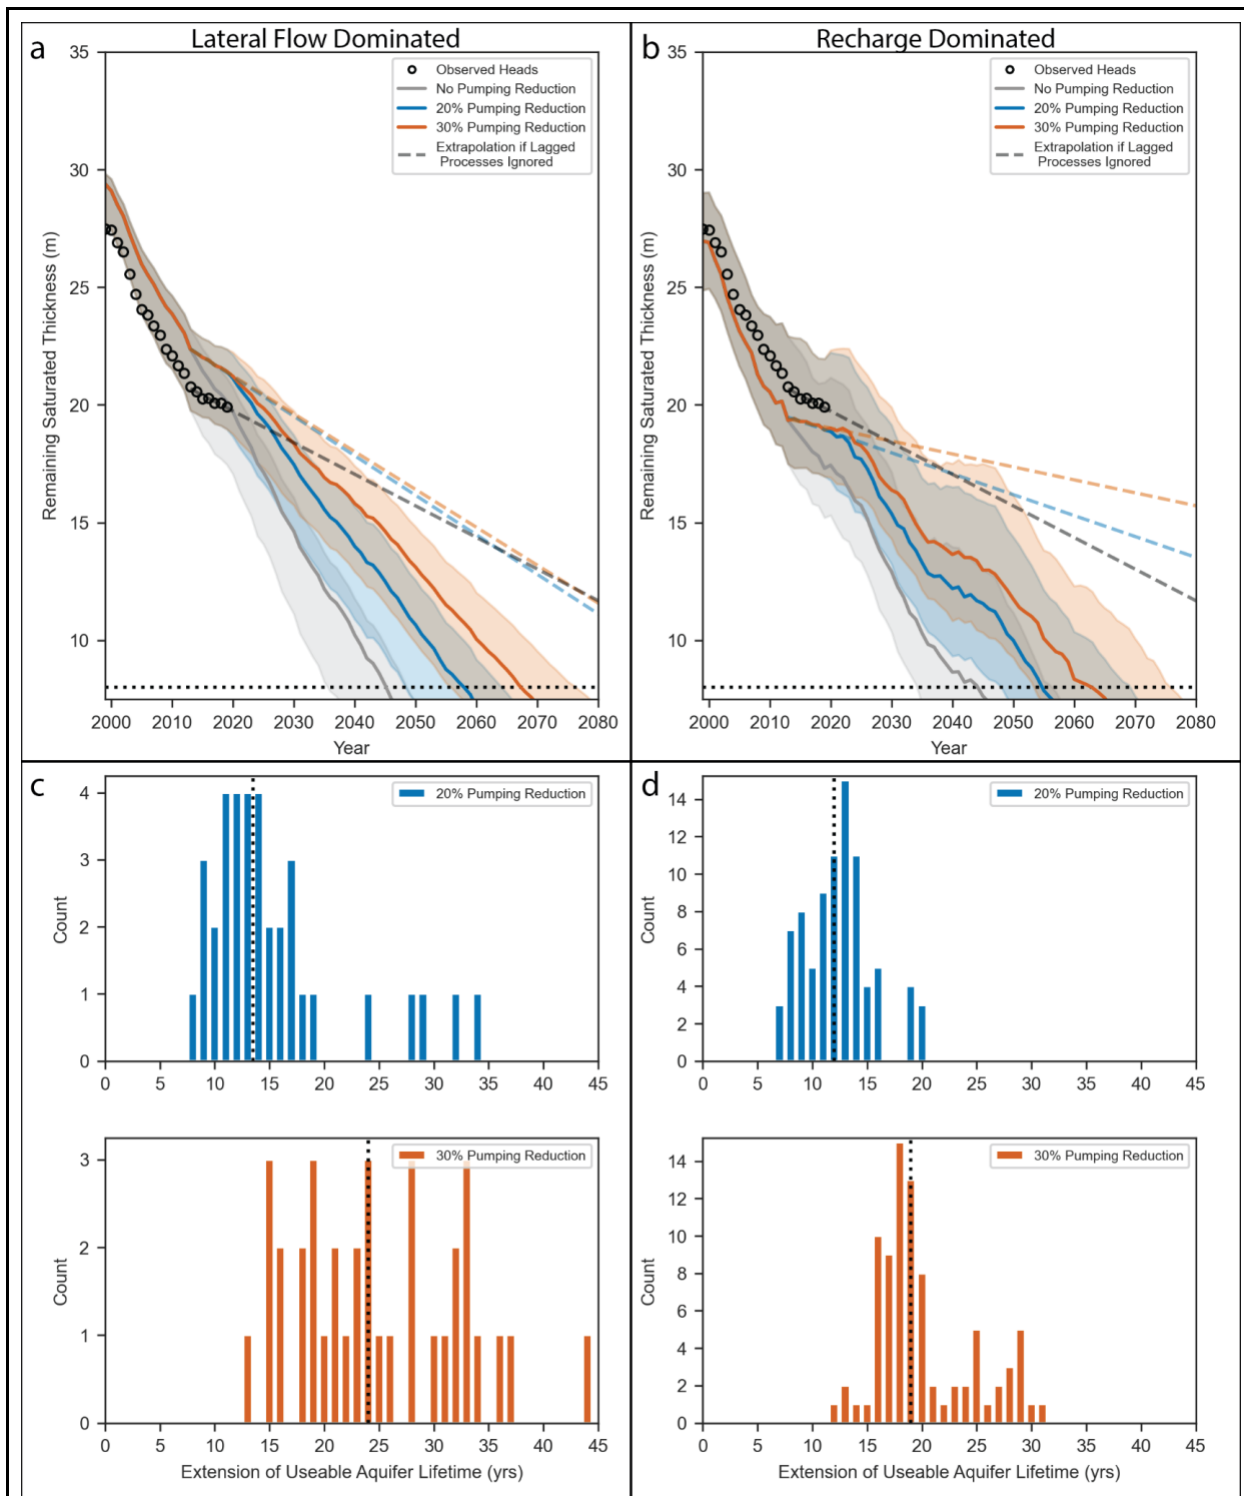 a
Lateral Flow Dominated
35
30
25
20
15
10
Remaining Saturated Thickness (m)
Observed Heads
No Pumping Reduction
20% Pumping Reduction
30% Pumping Reduction
Extrapolation if Lagged
Processes Ignored
2000 2010 2020 2030 2040 2050 2060 2070 2080
Year
b
Recharge Dominated
35
30
25
20
15
10
Remaining Saturated Thickness (m)
Observed Heads
No Pumping Reduction
20% Pumping Reduction
30% Pumping Reduction
Extrapolation if Lagged
Processes Ignored
2000 2010 2020 2030 2040 2050 2060 2070 2080
Year
c
4
3
2
1
0
Count
20% Pumping Reduction
0 5 10 15 20 25 30 35 40 45
3
2
1
0
Count
30% Pumping Reduction
0 5 10 15 20 25 30 35 40 45
Extension of Useable Aquifer Lifetime (yrs)
d
14
12
10
8
6
4
2
0
Count
20% Pumping Reduction
0 5 10 15 20 25 30 35 40 45
14
12
10
8
6
4
2
0
Count
30% Pumping Reduction
0 5 10 15 20 25 30 35 40 45
Extension of Useable Aquifer Lifetime (yrs)